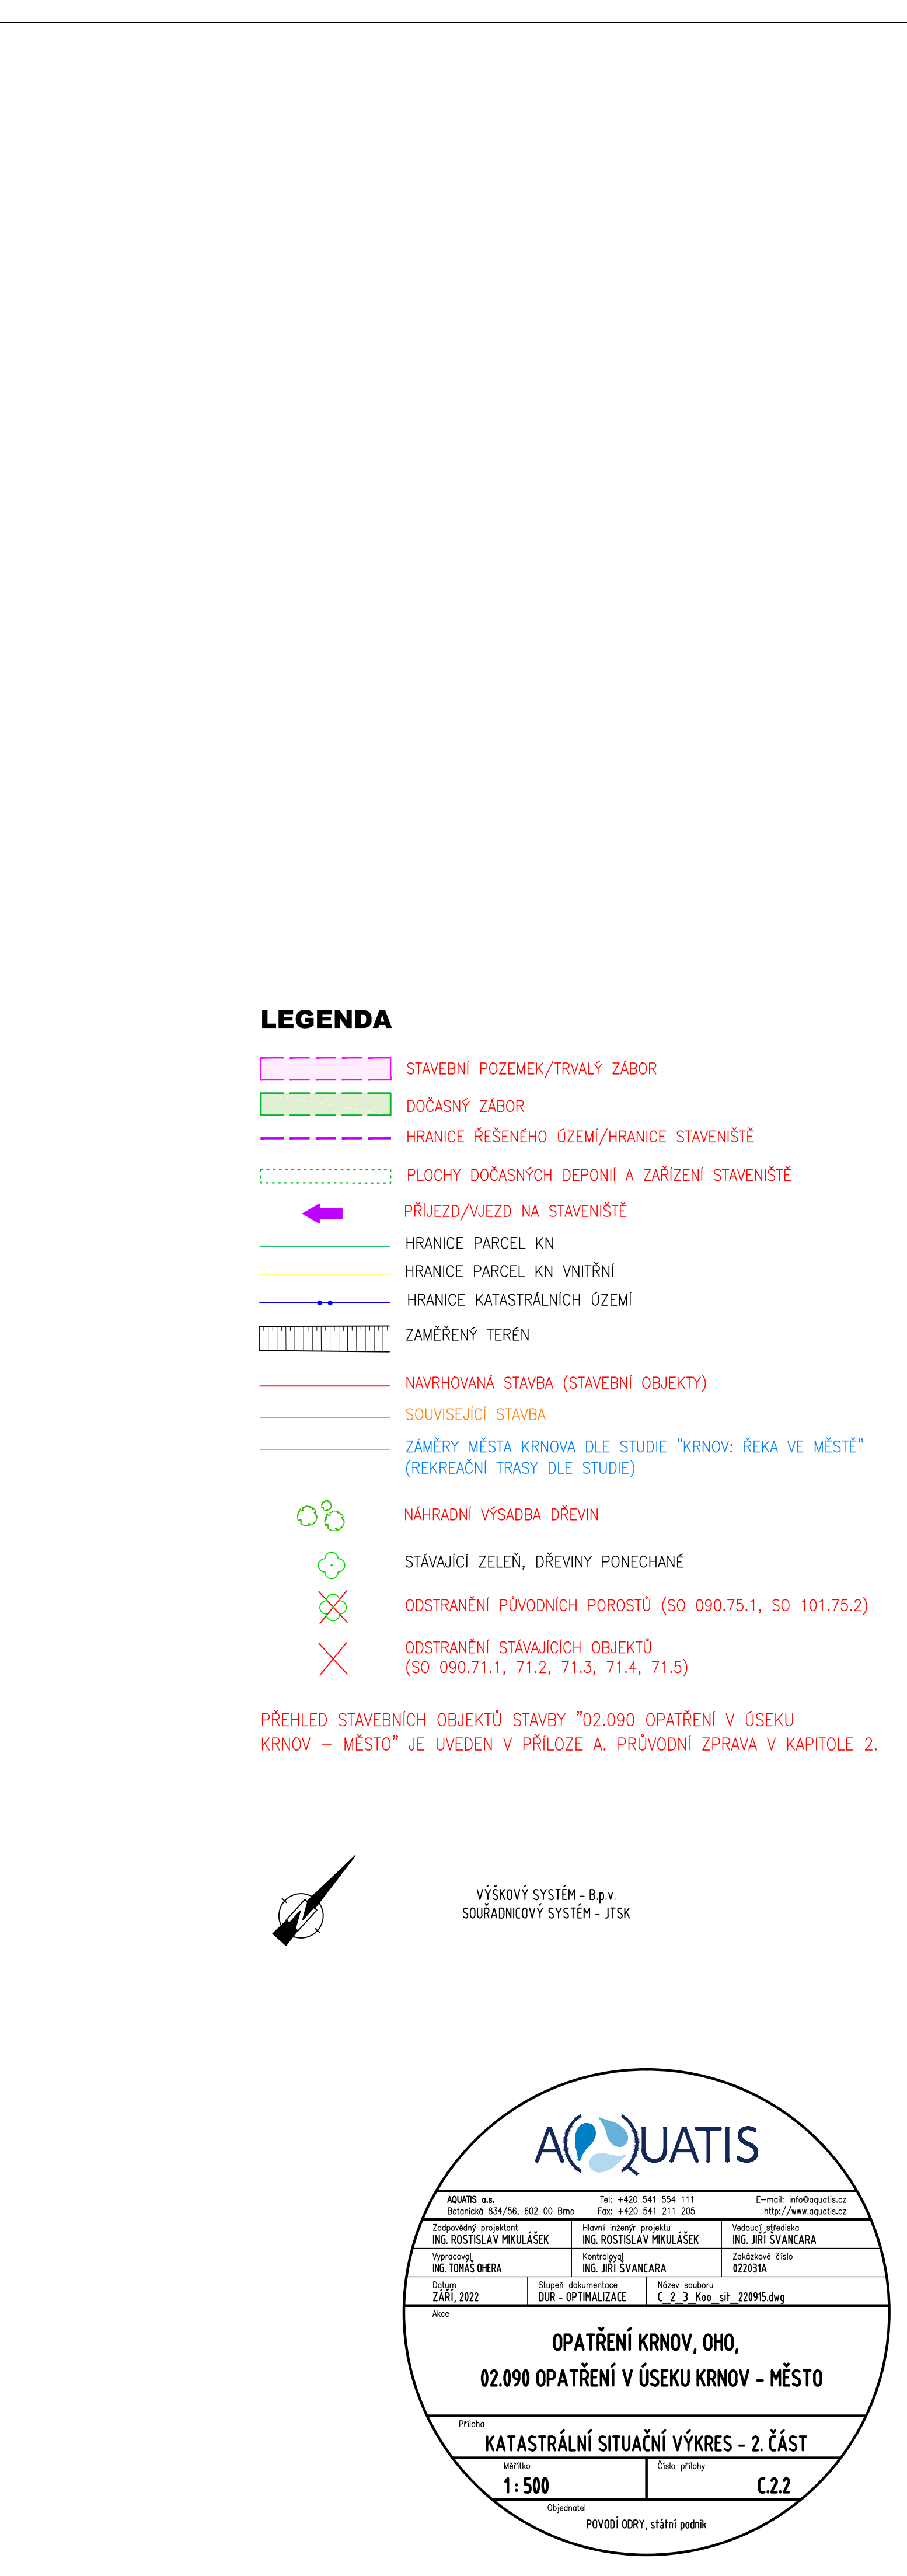 LEGENDA
STAVEBNÍ POZEMEK/TRVALÝ ZÁBOR
DOČASNÝ ZÁBOR
HRANICE ŘEŠENÉHO ÚZEMÍ/HRANICE STAVENIŠTĚ
PLOCHY DOČASNÝCH DEPONIÍ A ZAŘÍZENÍ STAVENIŠTĚ
PŘÍJEZD/VJEZD NA STAVENIŠTĚ
HRANICE PARCEL KN
HRANICE PARCEL KN VNITŘNÍ
HRANICE KATASTRÁLNÍCH ÚZEMÍ
ZAMĚŘENÝ TERÉN
NAVRHOVANÁ STAVBA (STAVEBNÍ OBJEKTY)
SOUVISEJÍCÍ STAVBA
ZÁMĚRY MĚSTA KRNOVA DLE STUDIE "KRNOV: ŘEKA VE MĚSTĚ"
(REKREAČNÍ TRASY DLE STUDIE)
NÁHRADNÍ VÝSADBA DŘEVIN
STÁVAJÍCÍ ZELEŇ, DŘEVINY PONECHANÉ
ODSTRANĚNÍ PŮVODNÍCH POROSTŮ (SO 090.75.1, SO 101.75.2)
ODSTRANĚNÍ STÁVAJÍCÍCH OBJEKTŮ
(SO 090.71.1, 71.2, 71.3, 71.4, 71.5)
PŘEHLED STAVEBNÍCH OBJEKTŮ STAVBY "02.090 OPATŘENÍ V ÚSEKU
KRNOV – MĚSTO" JE UVEDEN V PŘÍLOZE A. PRŮVODNÍ ZPRAVA V KAPITOLE 2.
VÝŠKOVÝ SYSTÉM - B.p.v.
SOUŘADNICOVÝ SYSTÉM - JTSK
AQUATIS
AQUATIS a.s. Tel: +420 541 554 111 E-mail: info@aquatis.cz
Botanická 834/56, 602 00 Brno Fax: +420 541 211 205 http://www.aquatis.cz
Zodpovědný projektant Hlavní inženýr projektu Vedoucí střediska
ING. ROSTISLAV MIKULÁŠEK ING. ROSTISLAV MIKULÁŠEK ING. JIŘÍ ŠVANCARA
Vypracoval Kontroloval Zakázkové číslo
ING. TOMÁŠ OHERA ING. JIŘÍ ŠVANCARA 022031A
Datum Stupeň dokumentace Název souboru
ZÁŘÍ, 2022 DUR - OPTIMALIZACE C_2_3_Koo_sit_220915.dwg
Akce
OPATŘENÍ KRNOV, OHO,
02.090 OPATŘENÍ V ÚSEKU KRNOV - MĚSTO
Příloha
KATASTRÁLNÍ SITUAČNÍ VÝKRES - 2. ČÁST
Měřítko Číslo přílohy
1 : 500 C.2.2
Objednatel
POVODÍ ODRY, státní podnik